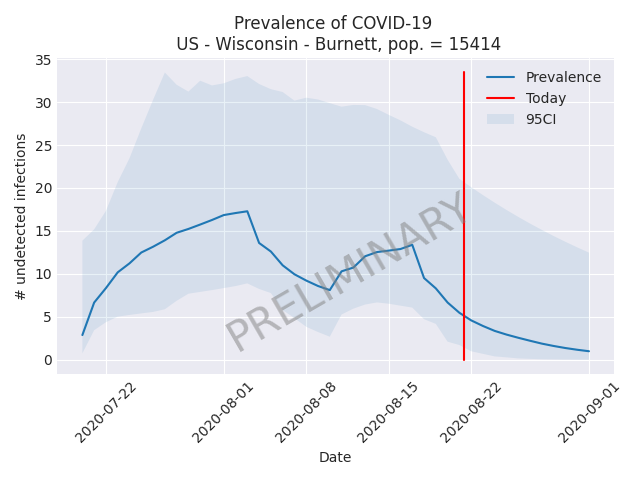 Prevalence of COVID-19
US - Wisconsin - Burnett, pop. = 15414
# undetected infections
35
30
25
20
15
10
5
0
Prevalence
Today
95CI
PRELIMINARY
2020-07-22
2020-08-01
2020-08-08
2020-08-15
2020-08-22
2020-09-01
Date